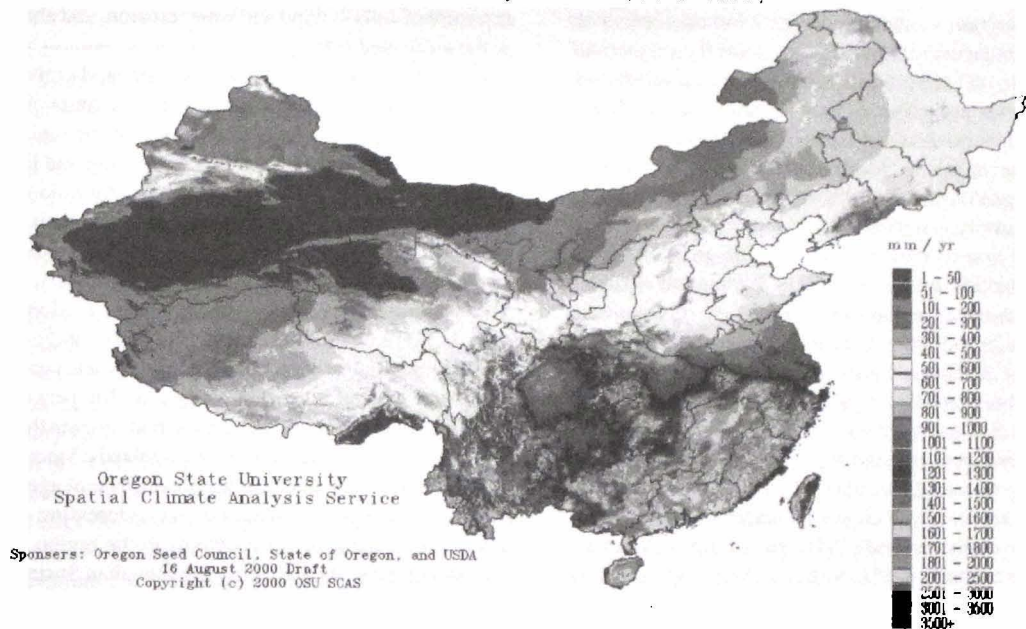 mm / yr
1 - 50
51 - 100
101 - 200
201 - 300
301 - 400
401 - 500
501 - 600
601 - 700
701 - 800
801 - 900
901 - 1000
1001 - 1100
1101 - 1200
1201 - 1300
1301 - 1400
1401 - 1500
1501 - 1600
1601 - 1700
1701 - 1800
1801 - 2000
2001 - 2500
2501 - 3000
3001 - 3500
3500+
Oregon State University
Spatial Climate Analysis Service
Sponsers: Oregon Seed Council, State of Oregon, and USDA
16 August 2000 Draft
Copyright (c) 2000 OSU SCAS